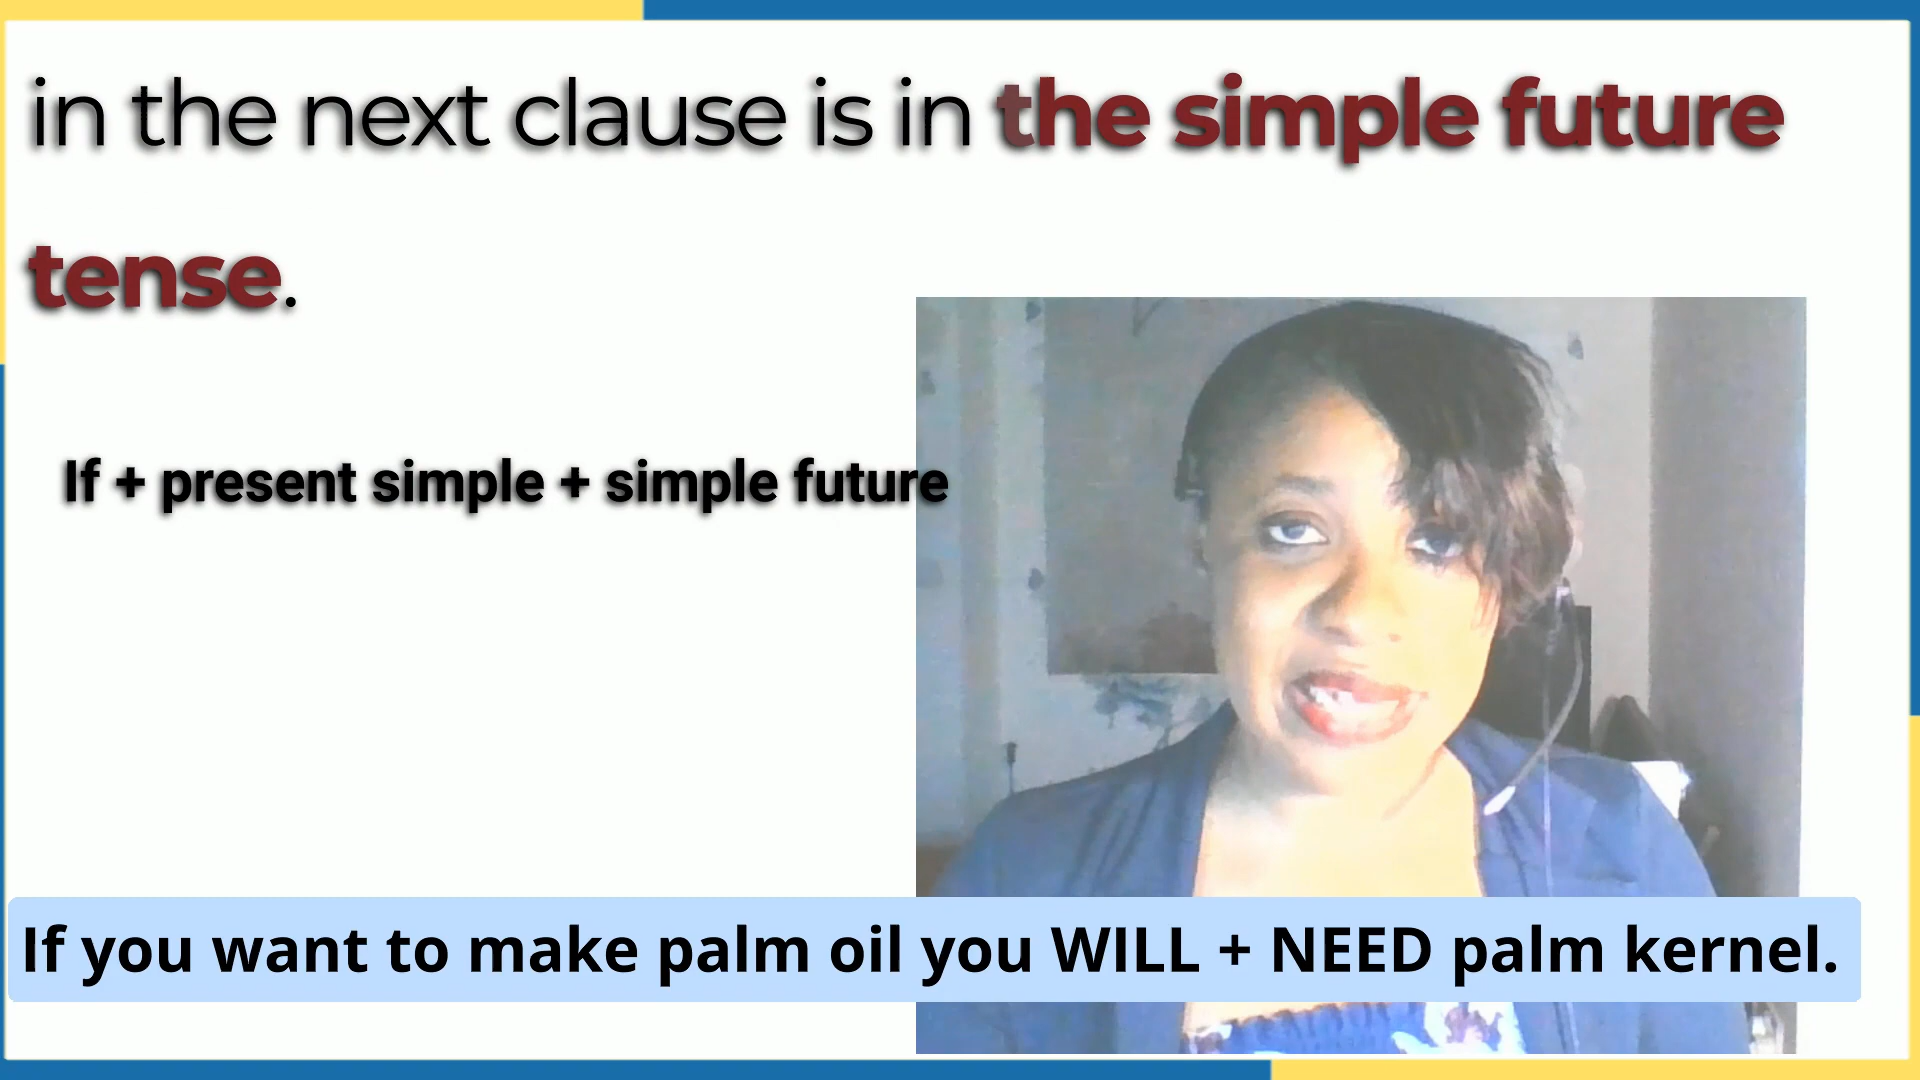 in the next clause is in the simple future
tense.
If + present simple + simple future
If you want to make palm oil you WILL + NEED palm kernel.